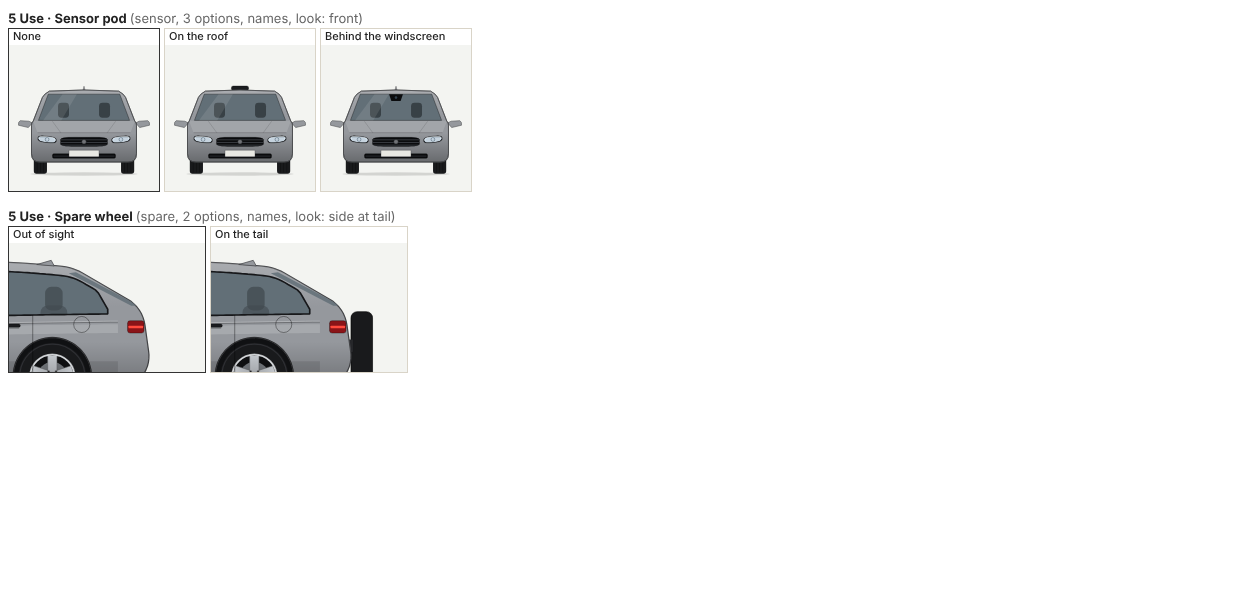 5 Use · Sensor pod (sensor, 3 options, names, look: front)
None
On the roof
Behind the windscreen
5 Use · Spare wheel (spare, 2 options, names, look: side at tail)
Out of sight
On the tail